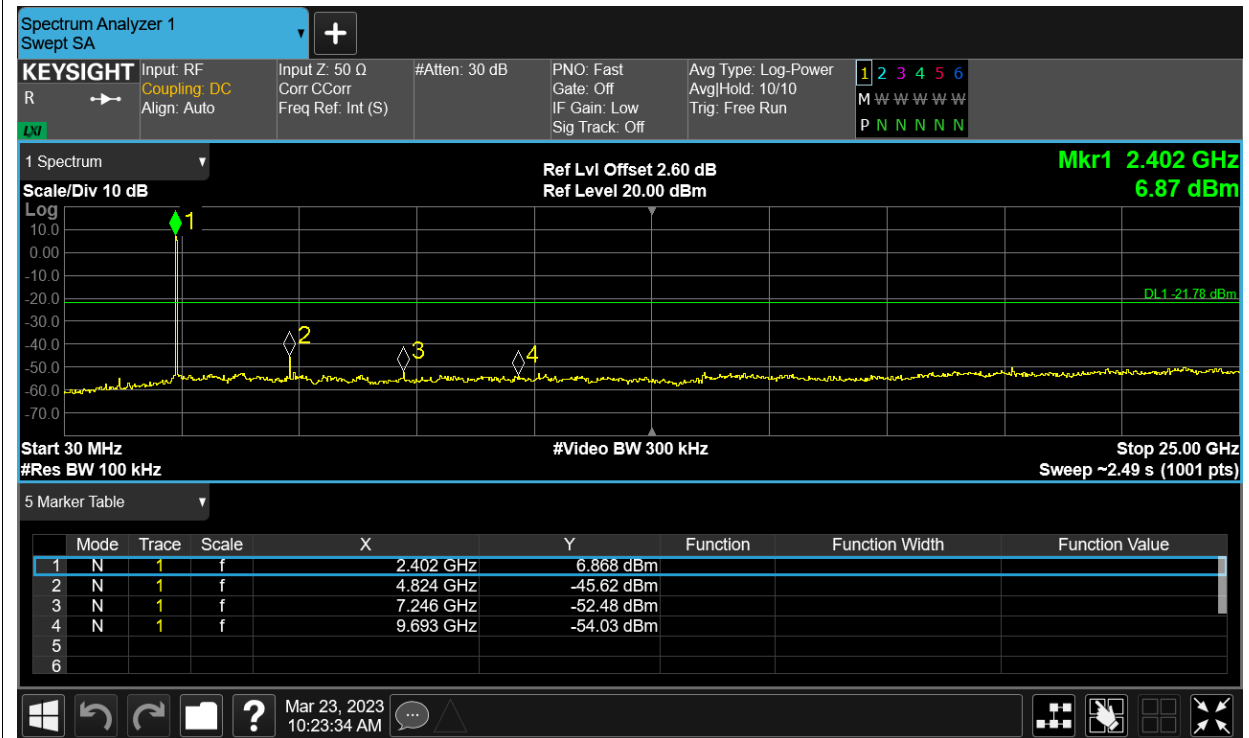 Spectrum Analyzer 1
Swept SA
+
KEYSIGHT Input: RF Input Z: 50 Ω #Atten: 30 dB PNO: Fast Avg Type: Log-Power 1 2 3 4 5 6
R Coupling: DC Corr CCorr Gate: Off Avg|Hold: 10/10 M W W W W W
Align: Auto Freq Ref: Int (S) IF Gain: Low Trig: Free Run
LXI Sig Track: Off P N N N N N
1 Spectrum Ref Lvl Offset 2.60 dB Mkr1 2.402 GHz
Scale/Div 10 dB Ref Level 20.00 dBm 6.87 dBm
Log
1
10.0
0.00
-10.0
-20.0 DL1 -21.78 dBm
-30.0
2
-40.0
3 4
-50.0
-60.0
-70.0
Start 30 MHz #Video BW 300 kHz Stop 25.00 GHz
#Res BW 100 kHz Sweep ~2.49 s (1001 pts)
5 Marker Table
Mode Trace Scale X Y Function Function Width Function Value
1 N 1 f 2.402 GHz 6.868 dBm
2 N 1 f 4.824 GHz -45.62 dBm
3 N 1 f 7.246 GHz -52.48 dBm
4 N 1 f 9.693 GHz -54.03 dBm
5
6
? Mar 23, 2023
10:23:34 AM